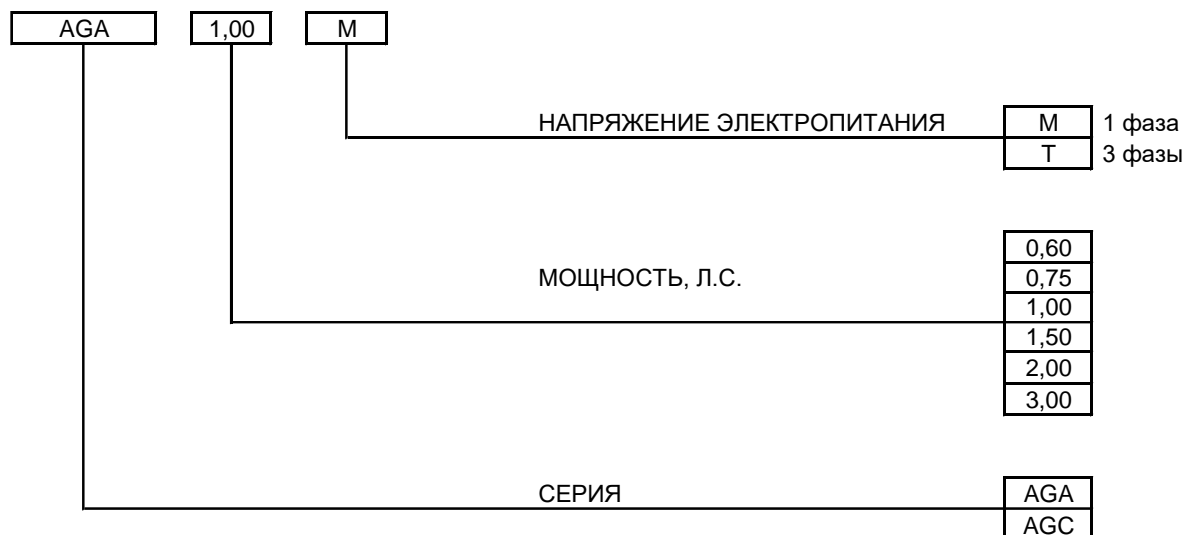 AGA 1,00 M
НАПРЯЖЕНИЕ ЭЛЕКТРОПИТАНИЯ M 1 фаза
T 3 фазы
0,60
МОЩНОСТЬ, Л.С. 0,75
1,00
1,50
2,00
3,00
СЕРИЯ AGA
AGC